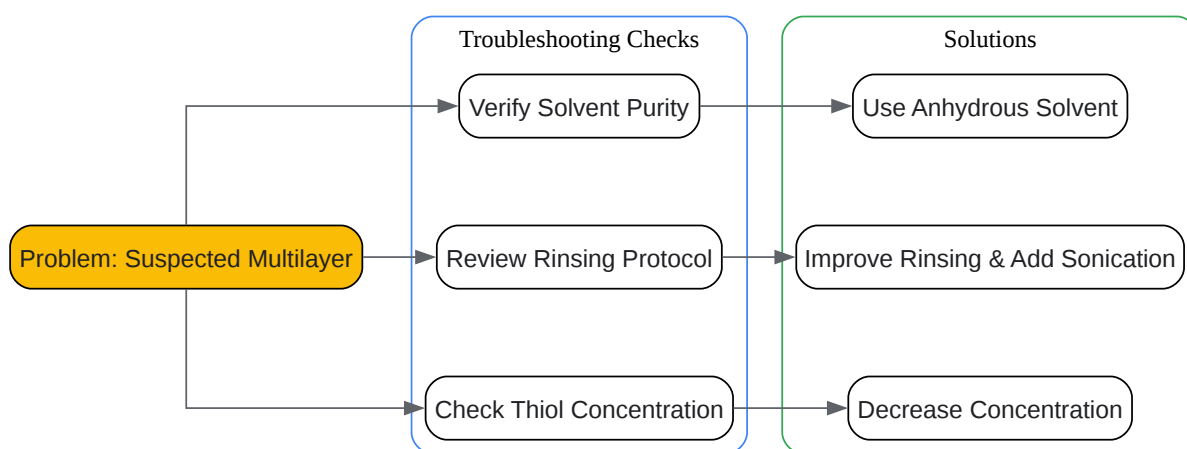 Troubleshooting Checks
Solutions
Verify Solvent Purity
Use Anhydrous Solvent
Problem: Suspected Multilayer
Review Rinsing Protocol
Improve Rinsing & Add Sonication
Check Thiol Concentration
Decrease Concentration